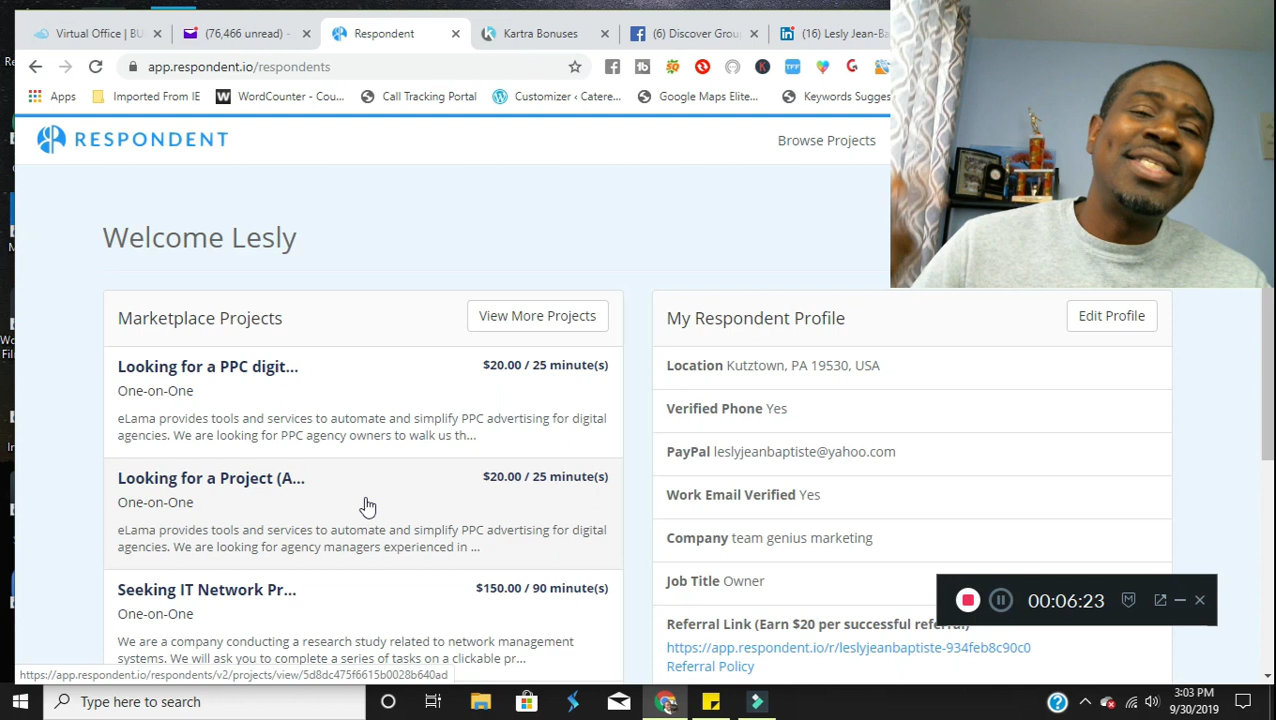 Virtual Office | BU
(76,466 unread) -
Respondent
Kartra Bonuses
(6) Discover Grou
(16) Lesly Jean-Ba
app.respondent.io/respondents
Apps
Imported From IE
WordCounter - Cou...
Call Tracking Portal
Customizer ‹ Catere...
Google Maps Elite...
Keywords Sugges
RESPONDENT
Browse Projects
Welcome Lesly
Marketplace Projects
View More Projects
Looking for a PPC digit...
$20.00 / 25 minute(s)
One-on-One
eLama provides tools and services to automate and simplify PPC advertising for digital
agencies. We are looking for PPC agency owners to walk us th...
Looking for a Project (A...
$20.00 / 25 minute(s)
One-on-One
eLama provides tools and services to automate and simplify PPC advertising for digital
agencies. We are looking for agency managers experienced in ...
Seeking IT Network Pr...
$150.00 / 90 minute(s)
One-on-One
We are a company conducting a research study related to network management
systems. We will ask you to complete a series of tasks on a clickable pr...
My Respondent Profile
Edit Profile
Location Kutztown, PA 19530, USA
Verified Phone Yes
PayPal leslyjeanbaptiste@yahoo.com
Work Email Verified Yes
Company team genius marketing
Job Title Owner
Referral Link (Earn $20 per successful referral)
https://app.respondent.io/r/leslyjeanbaptiste-934feb8c90c0
Referral Policy
00:06:23
https://app.respondent.io/respondents/v2/projects/view/5d8dc475f6615b0028b640ad
Type here to search
3:03 PM
9/30/2019